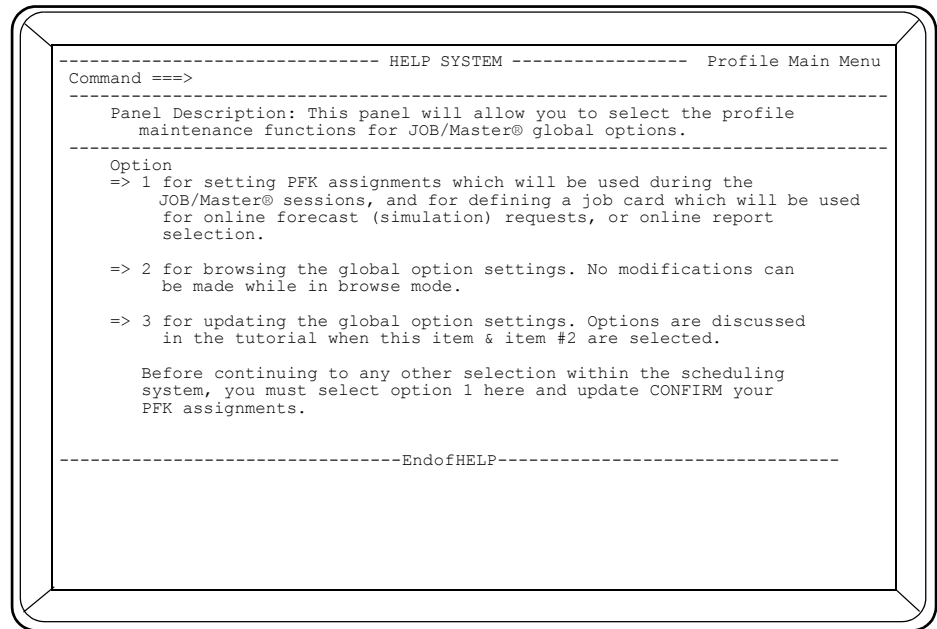 ------------------------------- HELP SYSTEM ----------------- Profile Main Menu
Command ===>
-------------------------------------------------------------------------------
Panel Description: This panel will allow you to select the profile
maintenance functions for JOB/Master® global options.
-------------------------------------------------------------------------------
Option
=> 1 for setting PFK assignments which will be used during the
JOB/Master® sessions, and for defining a job card which will be used
for online forecast (simulation) requests, or online report
selection.
=> 2 for browsing the global option settings. No modifications can
be made while in browse mode.
=> 3 for updating the global option settings. Options are discussed
in the tutorial when this item & item #2 are selected.
Before continuing to any other selection within the scheduling
system, you must select option 1 here and update CONFIRM your
PFK assignments.
---------------------------------EndofHELP---------------------------------